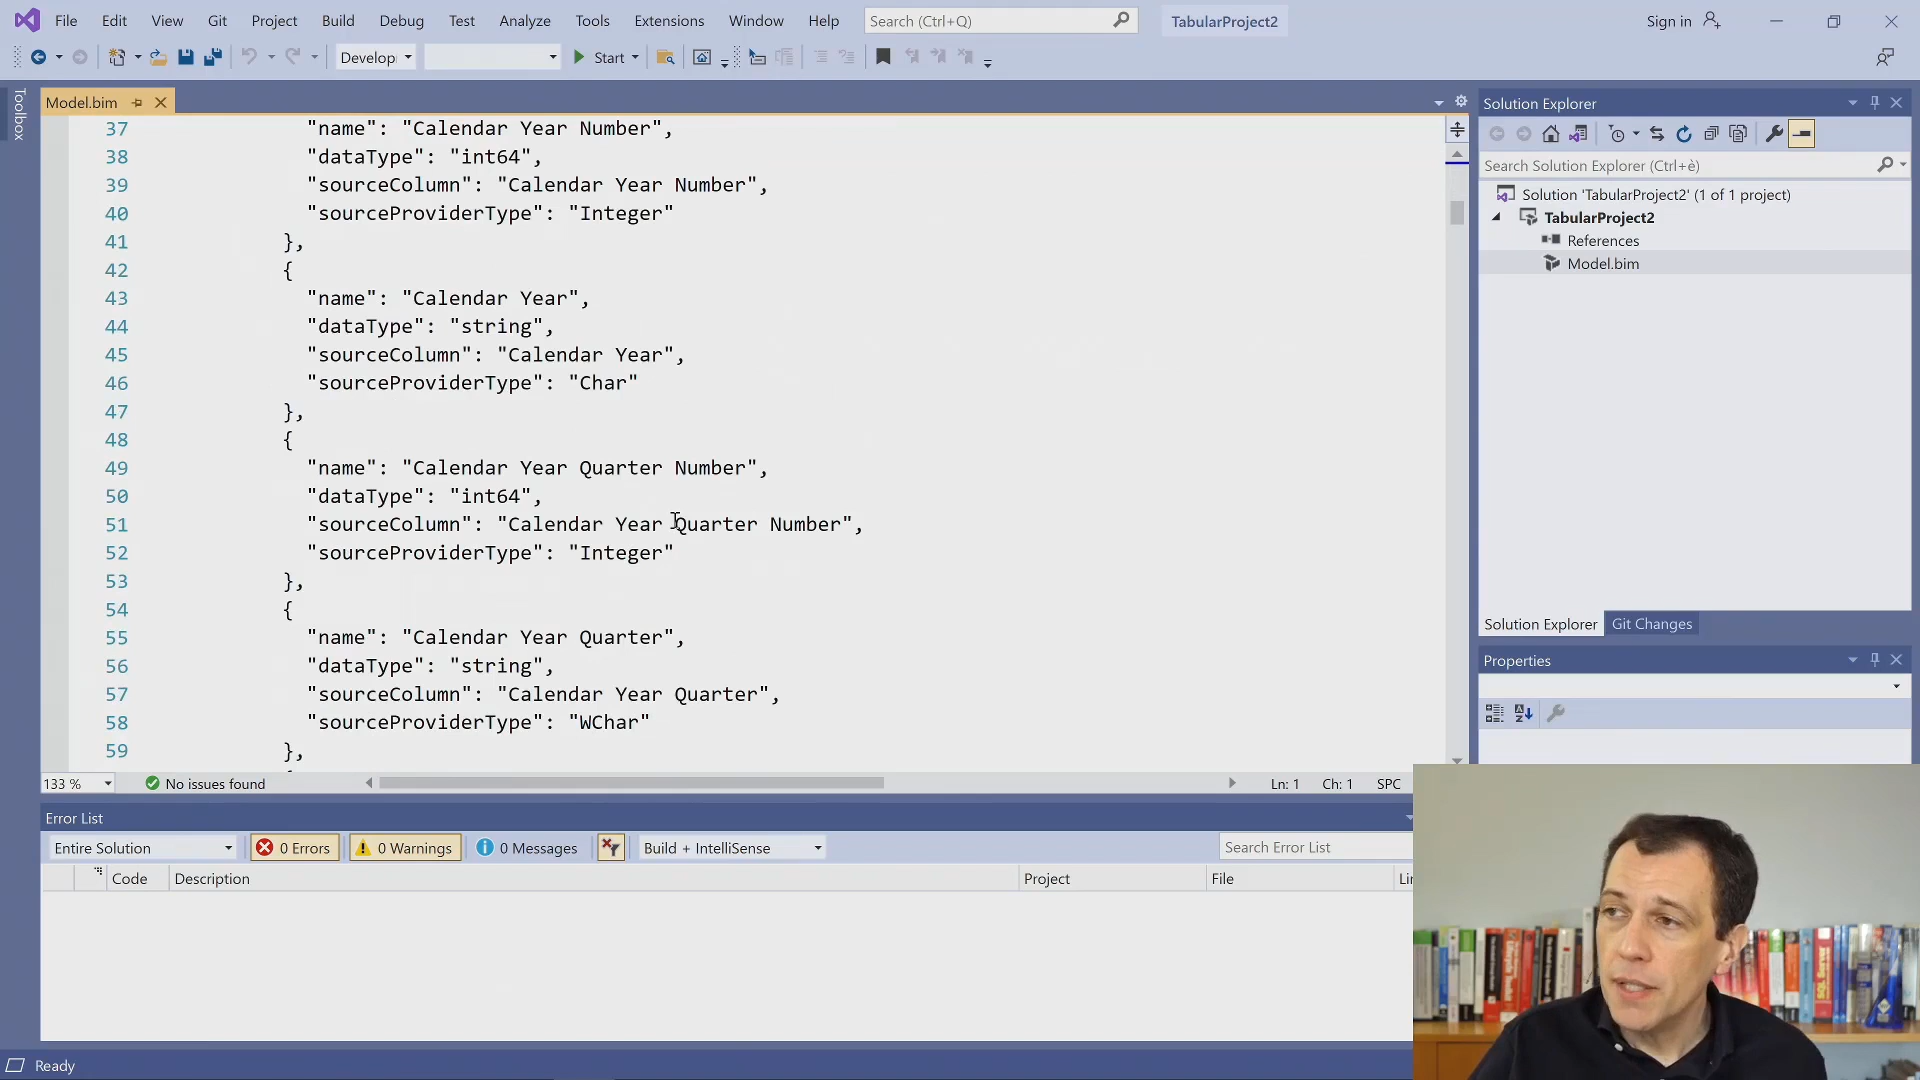 File Edit View Git Project Build Debug Test Analyze Tools Extensions Window Help Search (Ctrl+Q) TabularProject2 Sign in
Develop Start
Toolbox
Model.bim
37 "name": "Calendar Year Number",
38 "dataType": "int64",
39 "sourceColumn": "Calendar Year Number",
40 "sourceProviderType": "Integer"
41 },
42 {
43 "name": "Calendar Year",
44 "dataType": "string",
45 "sourceColumn": "Calendar Year",
46 "sourceProviderType": "Char"
47 },
48 {
49 "name": "Calendar Year Quarter Number",
50 "dataType": "int64",
51 "sourceColumn": "Calendar Year Quarter Number",
52 "sourceProviderType": "Integer"
53 },
54 {
55 "name": "Calendar Year Quarter",
56 "dataType": "string",
57 "sourceColumn": "Calendar Year Quarter",
58 "sourceProviderType": "WChar"
59 },
133 % No issues found Ln: 1 Ch: 1 SPC
Solution Explorer
Search Solution Explorer (Ctrl+è)
Solution 'TabularProject2' (1 of 1 project)
TabularProject2
References
Model.bim
Solution Explorer Git Changes
Properties
Error List
Entire Solution 0 Errors 0 Warnings 0 Messages Build + IntelliSense Search Error List
Code Description Project File Lin
Ready